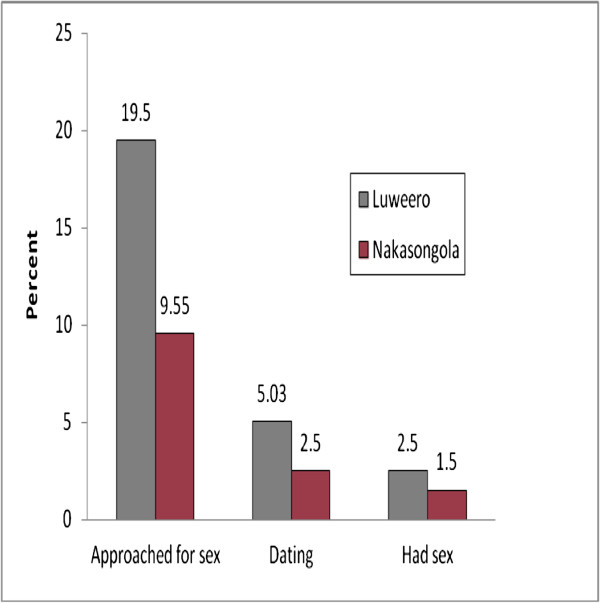 25
20
15
10
5
0
Percent
19.5
9.55
5.03
2.5
2.5
1.5
Luweero
Nakasongola
Approached for sex
Dating
Had sex